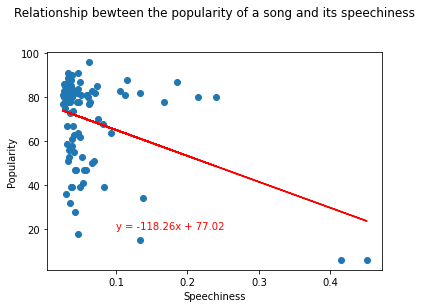 Relationship bewteen the popularity of a song and its speechiness
100
80
60
40
20
Popularity
y = -118.26x + 77.02
0.1
0.2
0.3
0.4
Speechiness